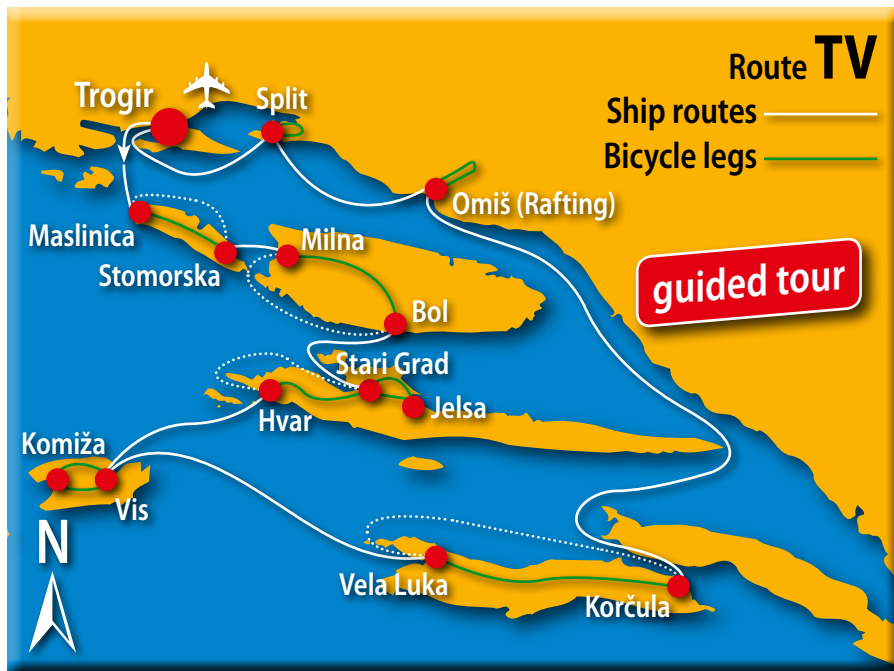 Route TV
Ship routes
Bicycle legs
Trogir
Split
Omiš (Rafting)
Maslinica
Stomorska
Milna
guided tour
Bol
Stari Grad
Hvar
Jelsa
Komiža
Vis
N
Vela Luka
Korčula